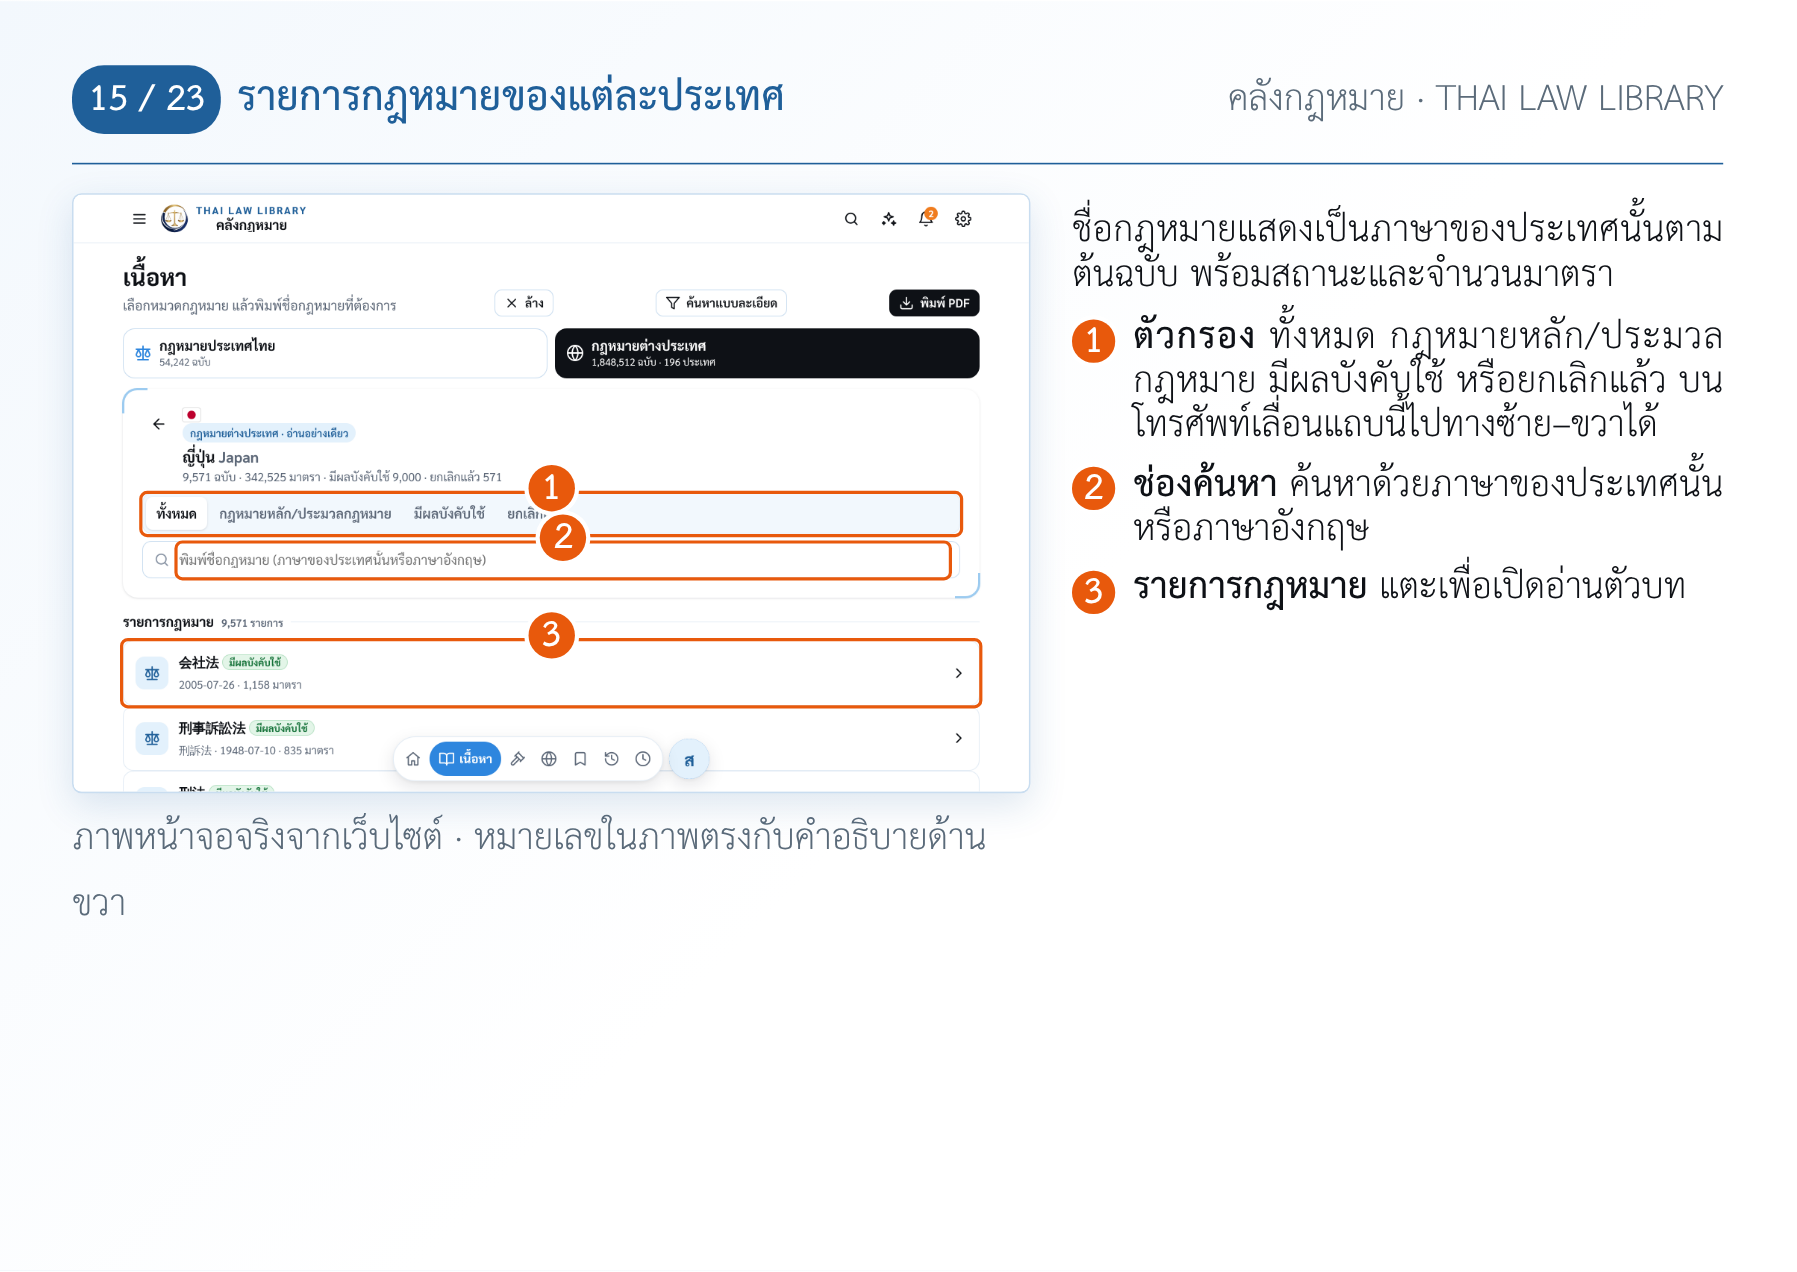 15 / 23 รายการกฎหมายของแต่ละประเทศ
คลังกฎหมาย · THAI LAW LIBRARY
THAI LAW LIBRARY
คลังกฎหมาย
2
เนื้อหา
เลือกหมวดกฎหมาย แล้วพิมพ์ชื่อกฎหมายที่ต้องการ
ล้าง
ค้นหาแบบละเอียด
พิมพ์ PDF
กฎหมายประเทศไทย
54,242 ฉบับ
กฎหมายต่างประเทศ
1,848,512 ฉบับ · 196 ประเทศ
กฎหมายต่างประเทศ · อ่านอย่างเดียว
ญี่ปุ่น Japan
9,571 ฉบับ · 342,525 มาตรา · มีผลบังคับใช้ 9,000 · ยกเลิกแล้ว 571
1
ทั้งหมด กฎหมายหลัก/ประมวลกฎหมาย มีผลบังคับใช้
2
พิมพ์ชื่อกฎหมาย (ภาษาของประเทศนั้นหรือภาษาอังกฤษ)
รายการกฎหมาย 9,571 รายการ
3
会社法 มีผลบังคับใช้
2005-07-26 · 1,158 มาตรา
刑事訴訟法 มีผลบังคับใช้
刑訴法 · 1948-07-10 · 835 มาตรา
เนื้อหา
ส
ภาพหน้าจอจริงจากเว็บไซต์ · หมายเลขในภาพตรงกับคำอธิบายด้าน
ขวา
ชื่อกฎหมายแสดงเป็นภาษาของประเทศนั้นตาม
ต้นฉบับ พร้อมสถานะและจำนวนมาตรา
1 ตัวกรอง ทั้งหมด กฎหมายหลัก/ประมวล
กฎหมาย มีผลบังคับใช้ หรือยกเลิกแล้ว บน
โทรศัพท์เลื่อนแถบนี้ไปทางซ้าย–ขวาได้
2 ช่องค้นหา ค้นหาด้วยภาษาของประเทศนั้น
หรือภาษาอังกฤษ
3 รายการกฎหมาย แตะเพื่อเปิดอ่านตัวบท